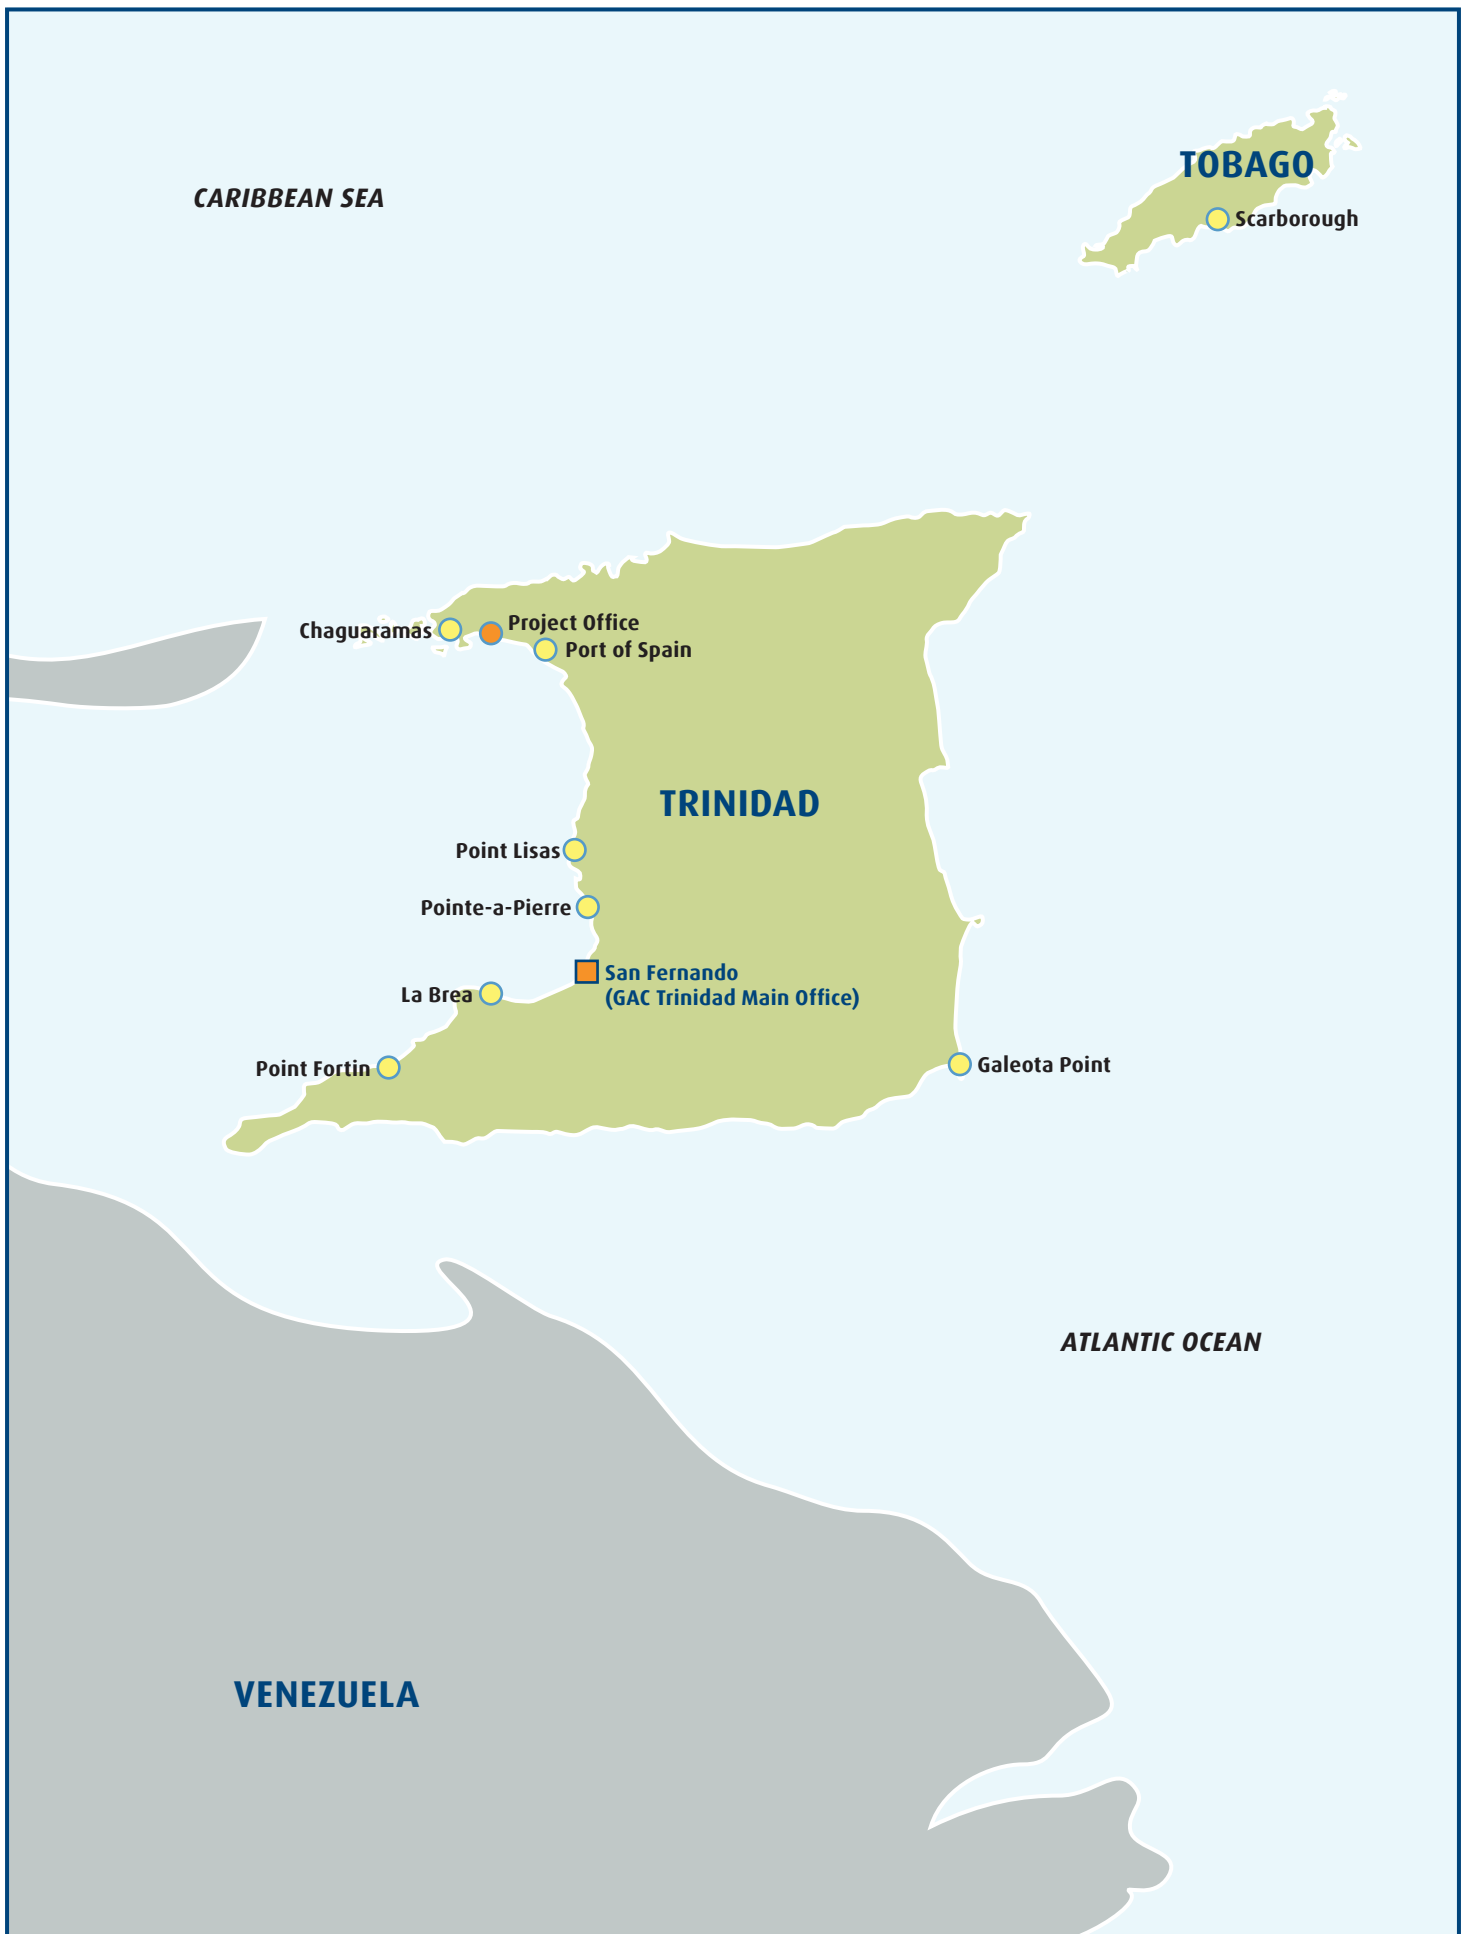 TOBAGO
CARIBBEAN SEA
Scarborough
Project Office
Chaguaramas
Port of Spain
TRINIDAD
Point Lisas
Pointe-a-Pierre
San Fernando
(GAC Trinidad Main Office)
La Brea
Point Fortin
Galeota Point
ATLANTIC OCEAN
VENEZUELA